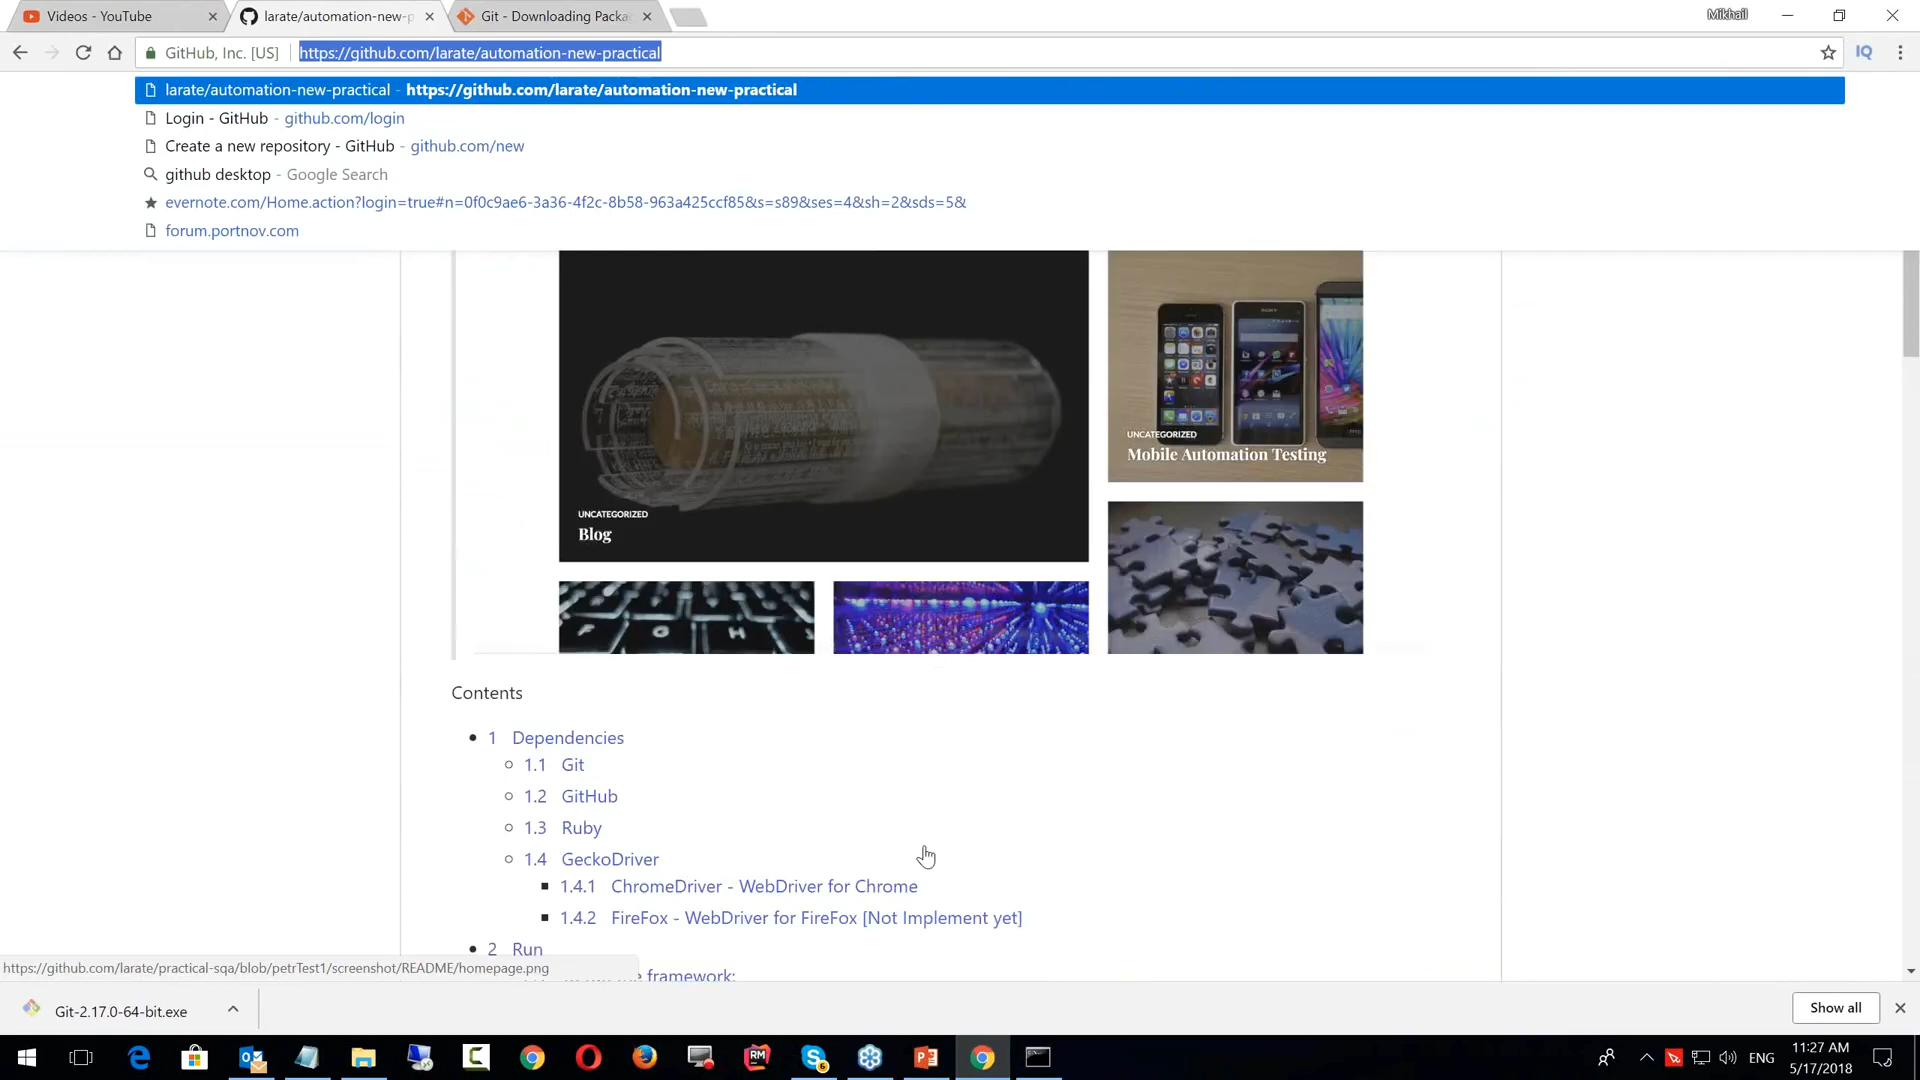 Videos - YouTube
larate/automation-new-p
Git - Downloading Packa
Mikhail
GitHub, Inc. [US]
https://github.com/larate/automation-new-practical
IQ
larate/automation-new-practical - https://github.com/larate/automation-new-practical
Login - GitHub - github.com/login
Create a new repository - GitHub - github.com/new
github desktop - Google Search
evernote.com/Home.action?login=true#n=0f0c9ae6-3a36-4f2c-8b58-963a425ccf85&s=s89&ses=4&sh=2&sds=5&
forum.portnov.com
UNCATEGORIZED
Mobile Automation Testing
UNCATEGORIZED
Blog
Contents
1 Dependencies
1.1 Git
1.2 GitHub
1.3 Ruby
1.4 GeckoDriver
1.4.1 ChromeDriver - WebDriver for Chrome
1.4.2 FireFox - WebDriver for FireFox [Not Implement yet]
2 Run
framework:
https://github.com/larate/practical-sqa/blob/petrTest1/screenshot/README/homepage.png
Git-2.17.0-64-bit.exe
Show all
ENG
11:27 AM
5/17/2018